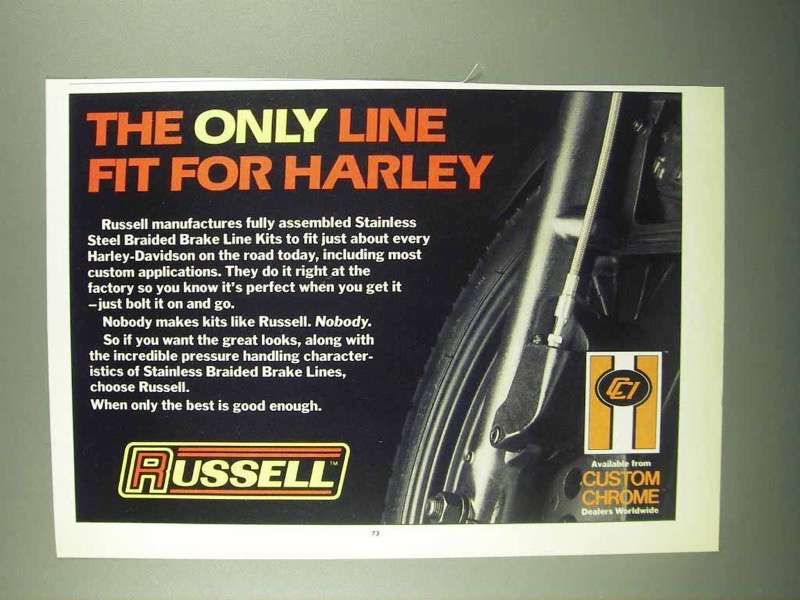 THE ONLY LINE
FIT FOR HARLEY
Russell manufactures fully assembled Stainless
Steel Braided Brake Line Kits to fit just about every
Harley-Davidson on the road today, including most
custom applications. They do it right at the
factory so you know it's perfect when you get it
–just bolt it on and go.
Nobody makes kits like Russell. Nobody.
So if you want the great looks, along with
the incredible pressure handling character-
istics of Stainless Braided Brake Lines,
choose Russell.
When only the best is good enough.
RUSSELL™
CCI
Available from
CUSTOM
CHROME™
Dealers Worldwide
73